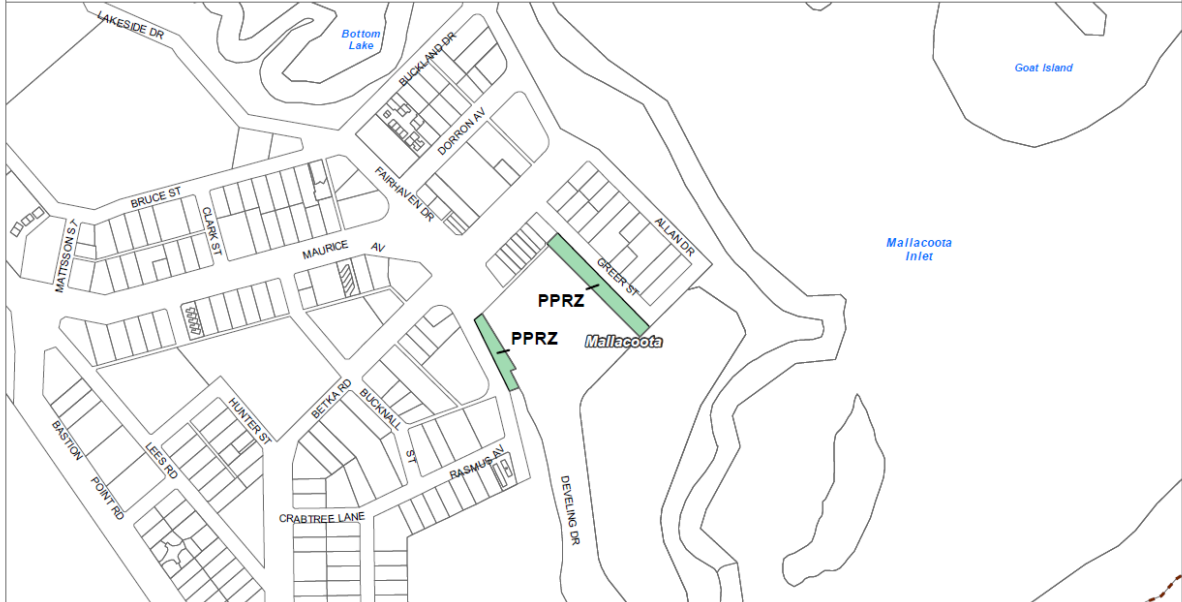 LAKESIDE DR
Bottom
Lake
BUCKLAND DR
Goat Island
DORRON AV
FAIRHAVEN DR
BRUCE ST
CLARK ST
MATTISSON ST
MAURICE AV
ALLAN DR
GREER ST
Mallacoota
Inlet
PPRZ
PPRZ
Mallacoota
BETKA RD
BUCKNALL ST
HUNTER ST
LEES RD
BASTION POINT RD
RASMUS AV
CRABTREE LANE
DEVELING DR